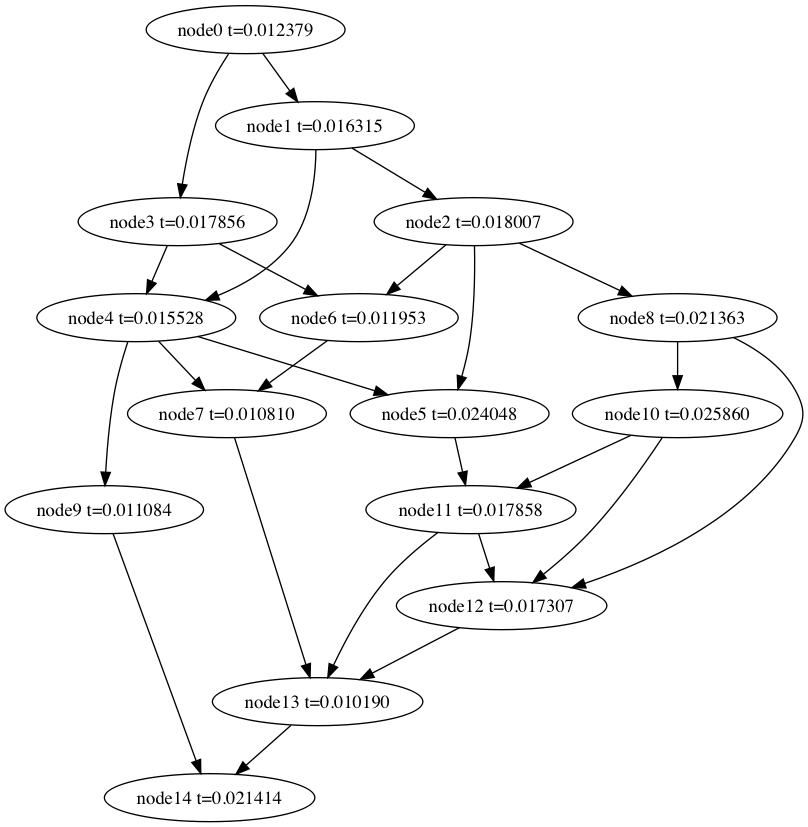 node0 t=0.012379
node1 t=0.016315
node3 t=0.017856
node2 t=0.018007
node4 t=0.015528
node6 t=0.011953
node8 t=0.021363
node7 t=0.010810
node5 t=0.024048
node10 t=0.025860
node9 t=0.011084
node11 t=0.017858
node12 t=0.017307
node13 t=0.010190
node14 t=0.021414